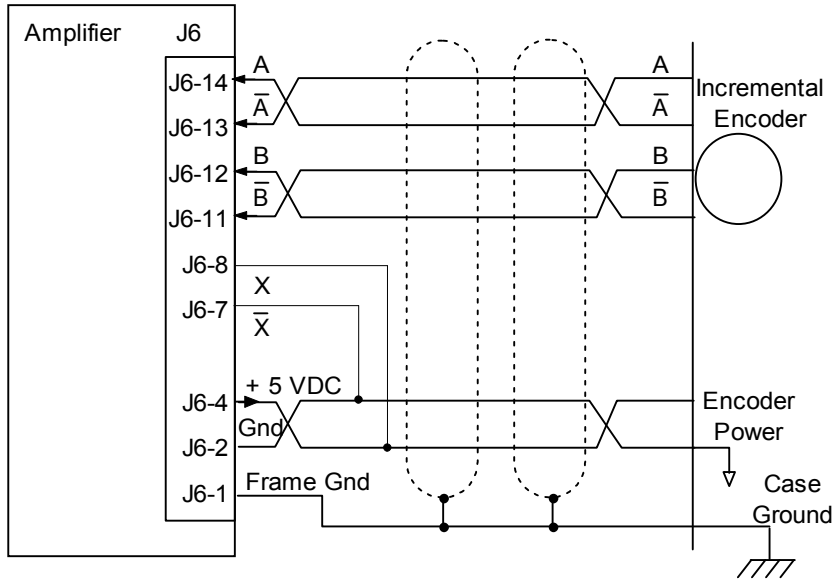 Amplifier J6
J6-14 A A
J6-13 A̅ A̅
Incremental
Encoder
J6-12 B B
J6-11 B̅ B̅
J6-8 X
J6-7 X̅
J6-4 + 5 VDC
J6-2 Gnd
Encoder
Power
J6-1 Frame Gnd
Case
Ground